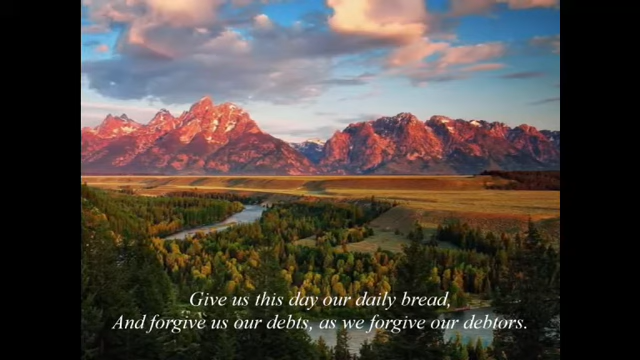 Give us this day our daily bread,
And forgive us our debts, as we forgive our debtors.